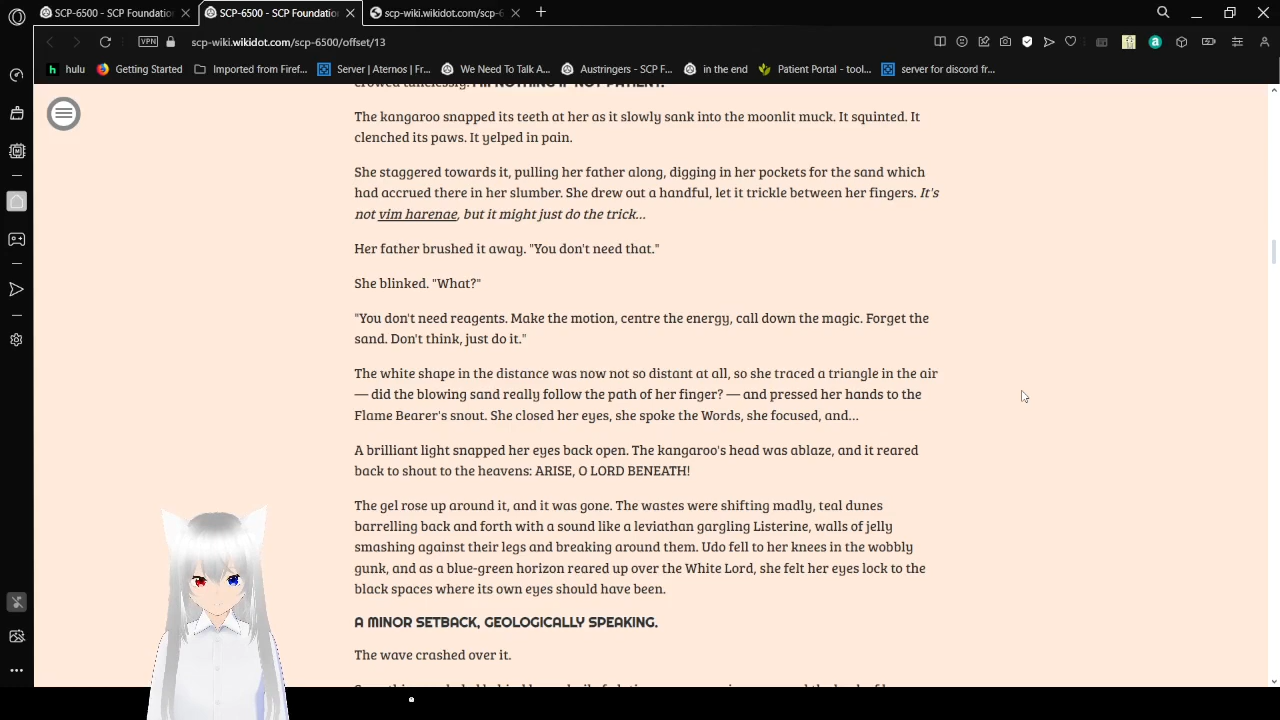 SCP-6500 - SCP Foundatio
SCP-6500 - SCP Foundatio
scp-wiki.wikidot.com/scp-6
VPN
scp-wiki.wikidot.com/scp-6500/offset/13
hulu
Getting Started
Imported from Firef...
Server | Aternos | Fr...
We Need To Talk A...
Austringers - SCP F...
in the end
Patient Portal - tool...
server for discord fr...
The kangaroo snapped its teeth at her as it slowly sank into the moonlit muck. It squinted. It
clenched its paws. It yelped in pain.
She staggered towards it, pulling her father along, digging in her pockets for the sand which
had accrued there in her slumber. She drew out a handful, let it trickle between her fingers. It's
not vim harenae, but it might just do the trick...
Her father brushed it away. "You don't need that."
She blinked. "What?"
"You don't need reagents. Make the motion, centre the energy, call down the magic. Forget the
sand. Don't think, just do it."
The white shape in the distance was now not so distant at all, so she traced a triangle in the air
— did the blowing sand really follow the path of her finger? — and pressed her hands to the
Flame Bearer's snout. She closed her eyes, she spoke the Words, she focused, and...
A brilliant light snapped her eyes back open. The kangaroo's head was ablaze, and it reared
back to shout to the heavens: ARISE, O LORD BENEATH!
The gel rose up around it, and it was gone. The wastes were shifting madly, teal dunes
barrelling back and forth with a sound like a leviathan gargling Listerine, walls of jelly
smashing against their legs and breaking around them. Udo fell to her knees in the wobbly
gunk, and as a blue-green horizon reared up over the White Lord, she felt her eyes lock to the
black spaces where its own eyes should have been.
A MINOR SETBACK, GEOLOGICALLY SPEAKING.
The wave crashed over it.